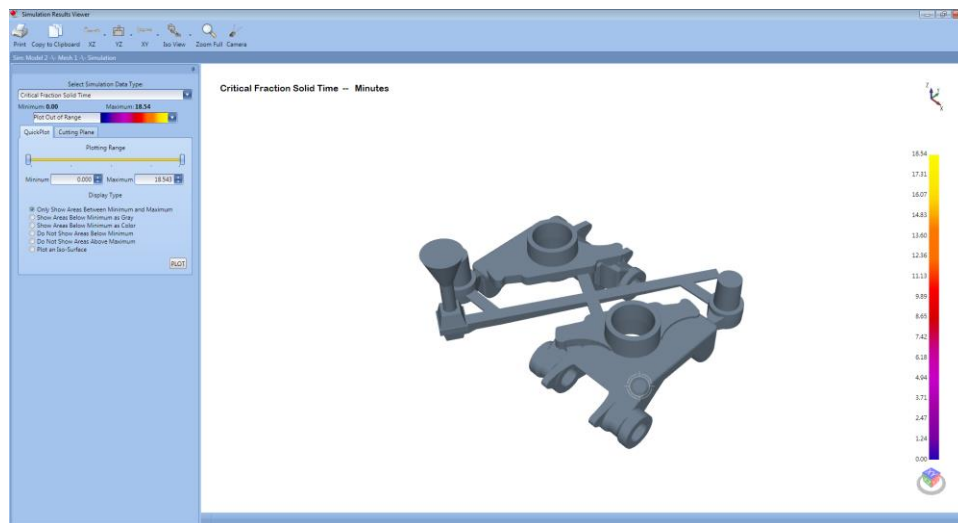 Simulation Results Viewer
Print Copy to Clipboard XZ YZ XY Iso View Zoom Full Camera
Sim Model 2 Mesh 1 Simulation
Select Simulation Data Type:
Critical Fraction Solid Time
Minimum: 0.00 Maximum: 18.54
Plot Out of Range
QuickPlot Cutting Plane
Plotting Range
Minimum 0.000 Maximum 18.540
Display Type
Only Show Areas Between Minimum and Maximum
Show Areas Below Minimum as Gray
Show Areas Below Minimum as Color
Do Not Show Areas Below Minimum
Do Not Show Areas Above Maximum
Plot an Iso-Surface
PLOT
Critical Fraction Solid Time -- Minutes
18.54
17.31
16.07
14.83
13.60
12.36
11.13
9.89
8.65
7.42
6.18
4.94
3.71
2.47
1.24
0.00